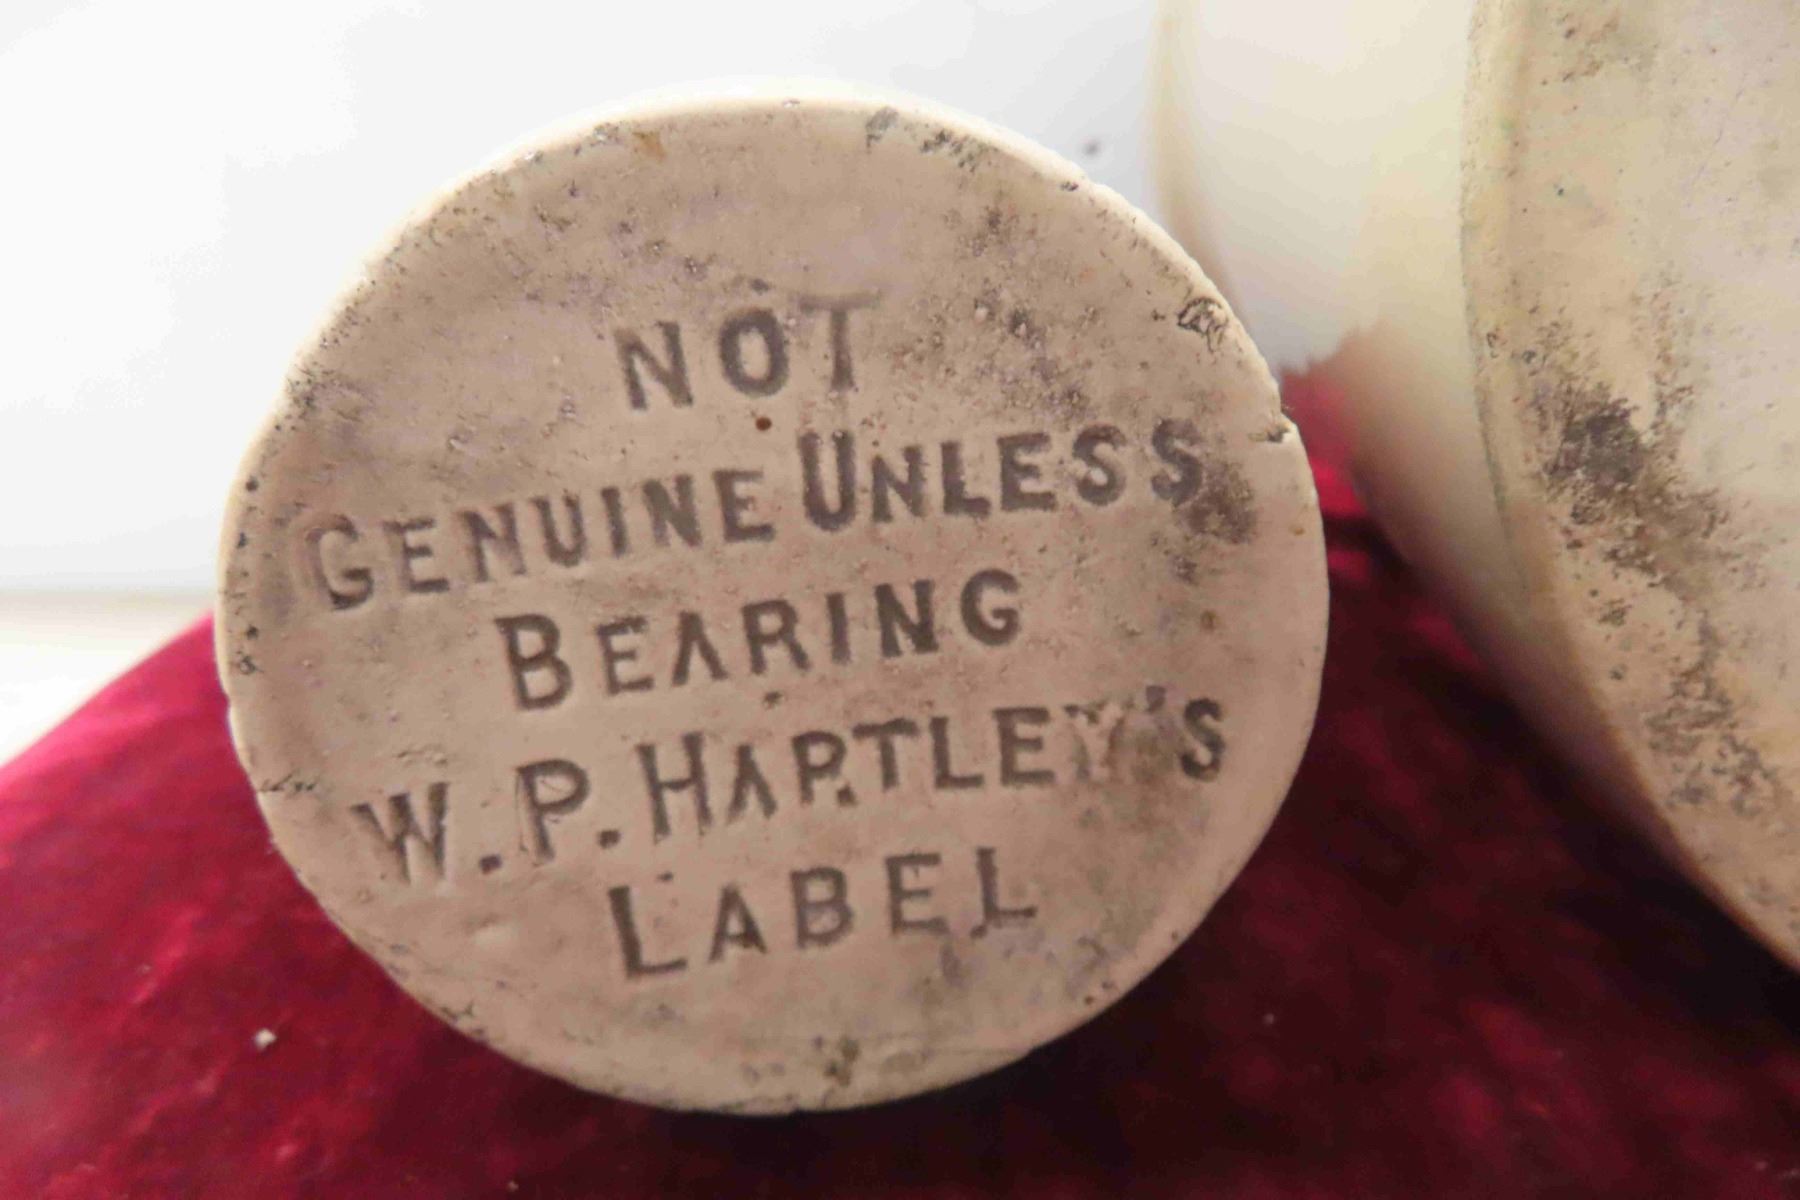 NOT
GENUINE UNLESS
BEARING
W.P. HARTLEY'S
LABEL